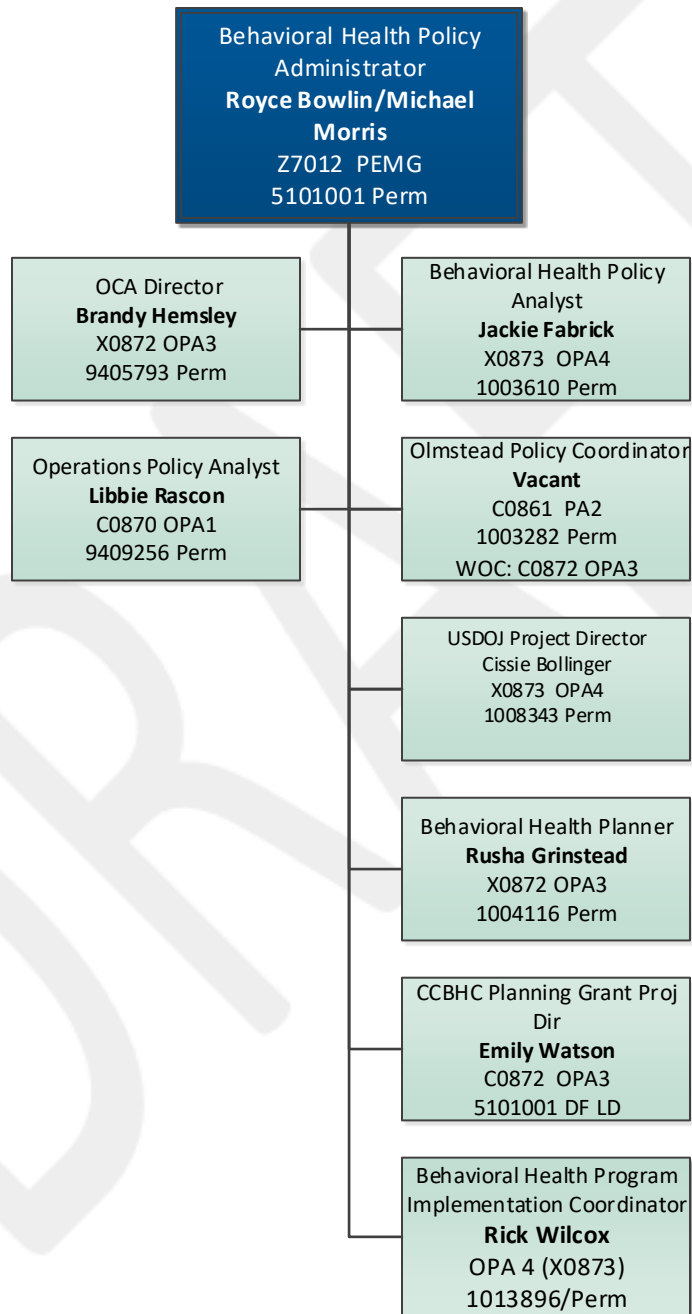 Behavioral Health Policy
Administrator
Royce Bowlin/Michael
Morris
Z7012 PEMG
5101001 Perm
OCA Director
Brandy Hemsley
X0872 OPA3
9405793 Perm
Behavioral Health Policy
Analyst
Jackie Fabrick
X0873 OPA4
1003610 Perm
Operations Policy Analyst
Libbie Rascon
C0870 OPA1
9409256 Perm
Olmstead Policy Coordinator
Vacant
C0861 PA2
1003282 Perm
WOC: C0872 OPA3
USDOJ Project Director
Cissie Bollinger
X0873 OPA4
1008343 Perm
Behavioral Health Planner
Rusha Grinstead
X0872 OPA3
1004116 Perm
CCBHC Planning Grant Proj
Dir
Emily Watson
C0872 OPA3
5101001 DF LD
Behavioral Health Program
Implementation Coordinator
Rick Wilcox
OPA 4 (X0873)
1013896/Perm
DRAFT